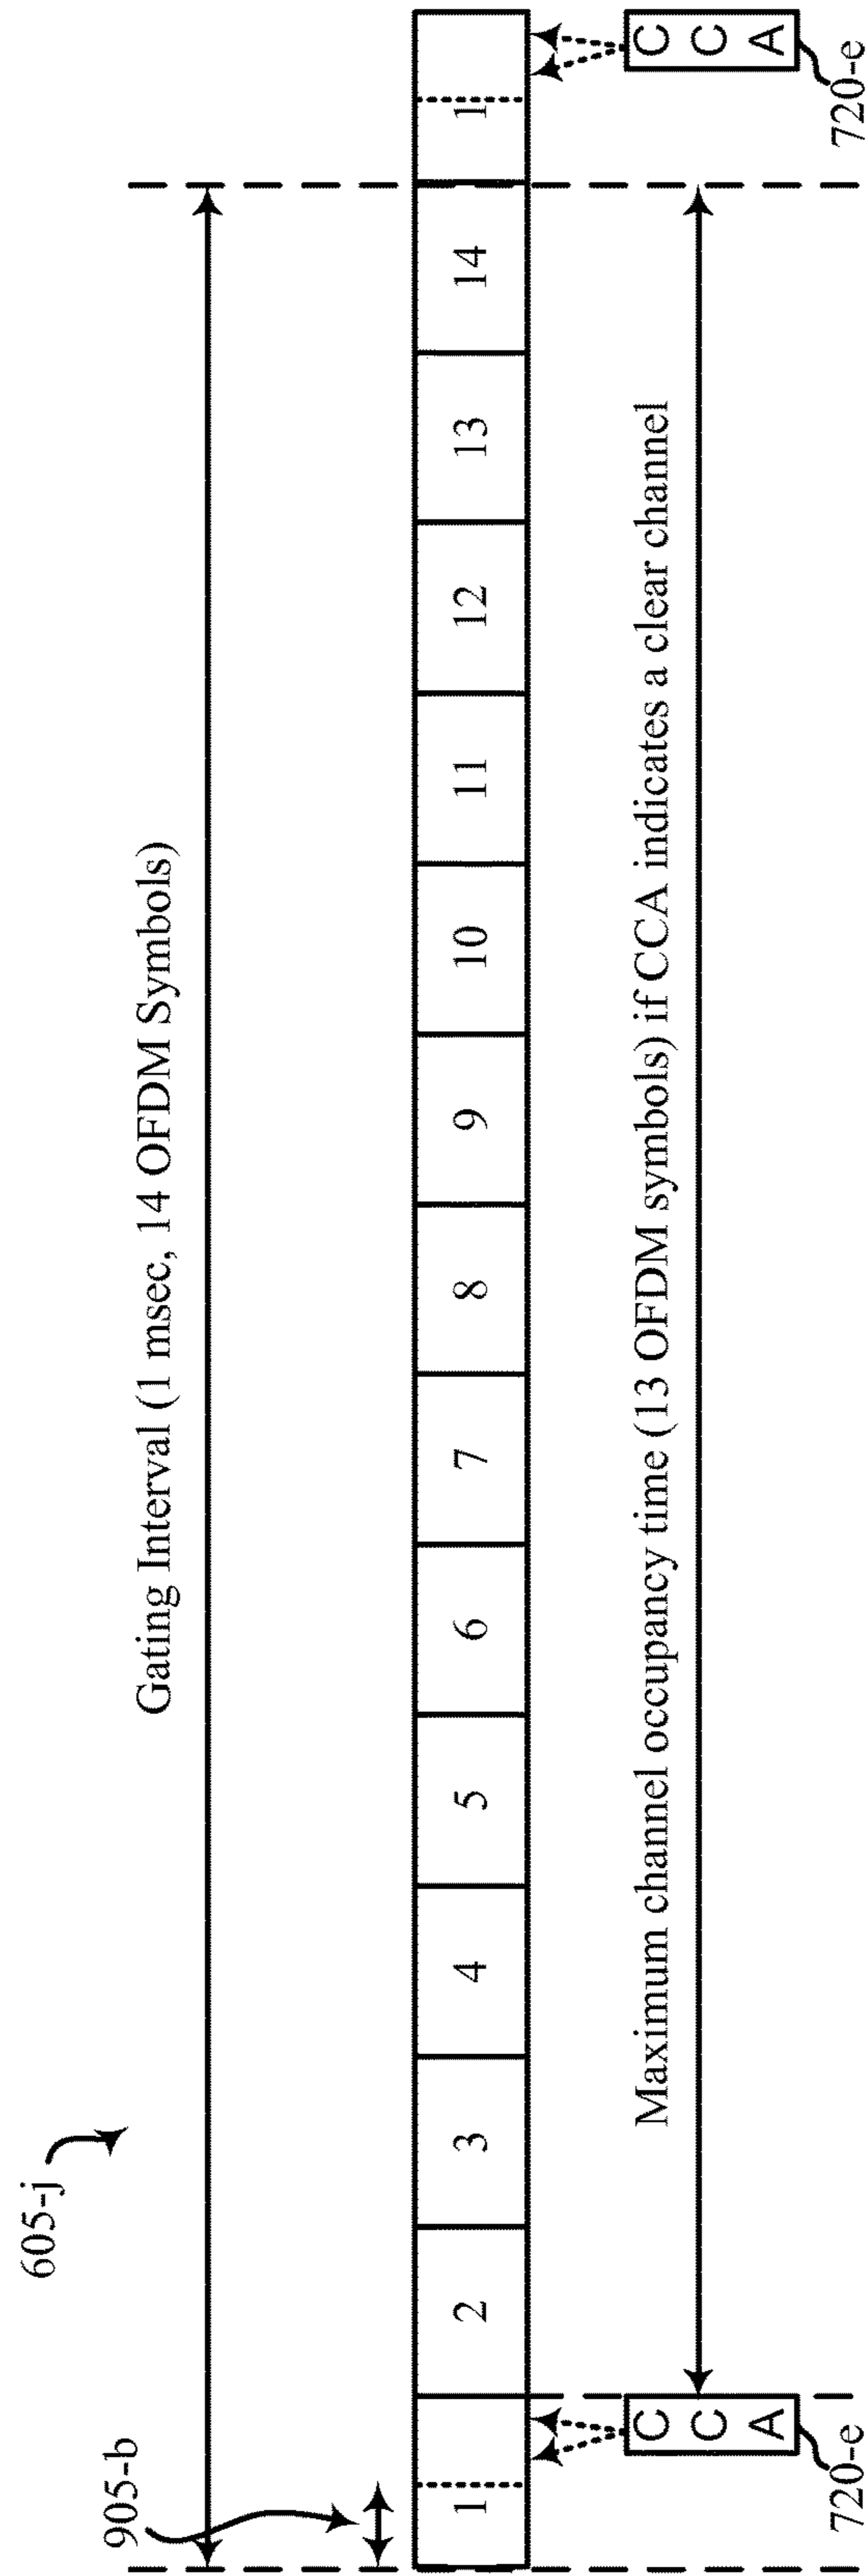 605-j
905-b
Gating Interval (1 msec, 14 OFDM Symbols)
1 2 3 4 5 6 7 8 9 10 11 12 13 14 1
CCA CCA
Maximum channel occupancy time (13 OFDM symbols) if CCA indicates a clear channel
720-e 720-e